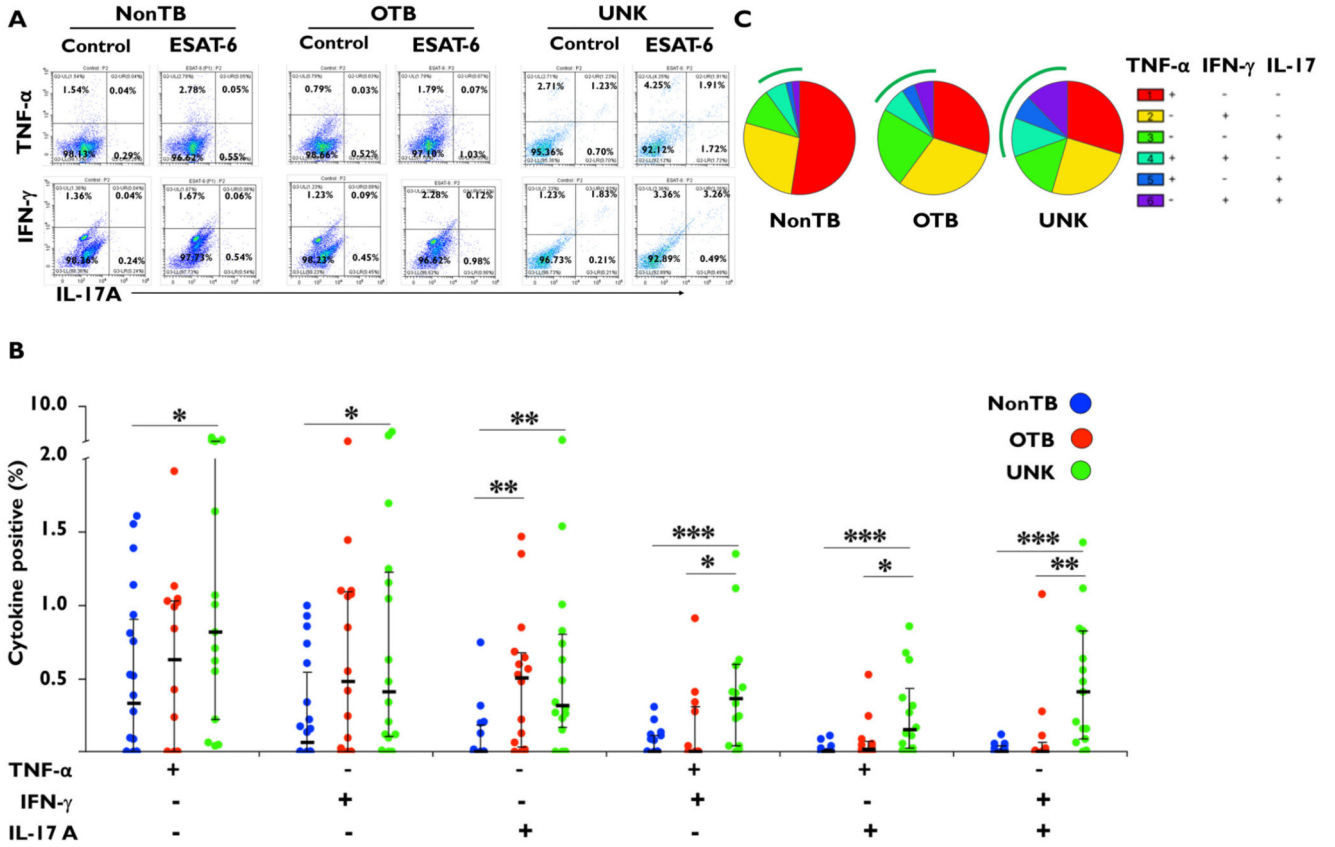 A
NonTB OTB UNK
Control ESAT-6 Control ESAT-6 Control ESAT-6
TNF-α
1.54% 0.04% 2.78% 0.05% 0.79% 0.03% 1.79% 0.07% 2.71% 1.23% 4.25% 1.91%
98.13% 0.29% 96.62% 0.55% 98.66% 0.52% 97.10% 1.03% 95.36% 0.70% 92.12% 1.72%
IFN-γ
1.36% 0.04% 1.67% 0.06% 1.23% 0.09% 2.28% 0.12% 1.23% 1.83% 3.36% 3.26%
98.36% 0.24% 97.73% 0.54% 98.23% 0.45% 96.62% 0.98% 96.73% 0.21% 92.89% 0.49%
IL-17A
C
NonTB OTB UNK
TNF-α IFN-γ IL-17
1 + - -
2 - + -
3 - - +
4 + + -
5 + - +
6 - + +
B
NonTB
OTB
UNK
Cytokine positive (%)
10.0
2.0
1.5
1.0
0.5
0
* * ** ** *** * *** * *** **
TNF-α + - - + + -
IFN-γ - + - + - +
IL-17 A - - + - + +